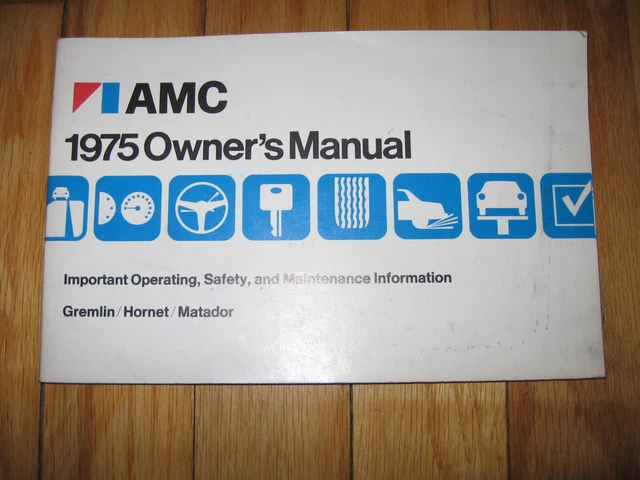 AMC
1975 Owner's Manual
Important Operating, Safety, and Maintenance Information
Gremlin/Hornet/Matador